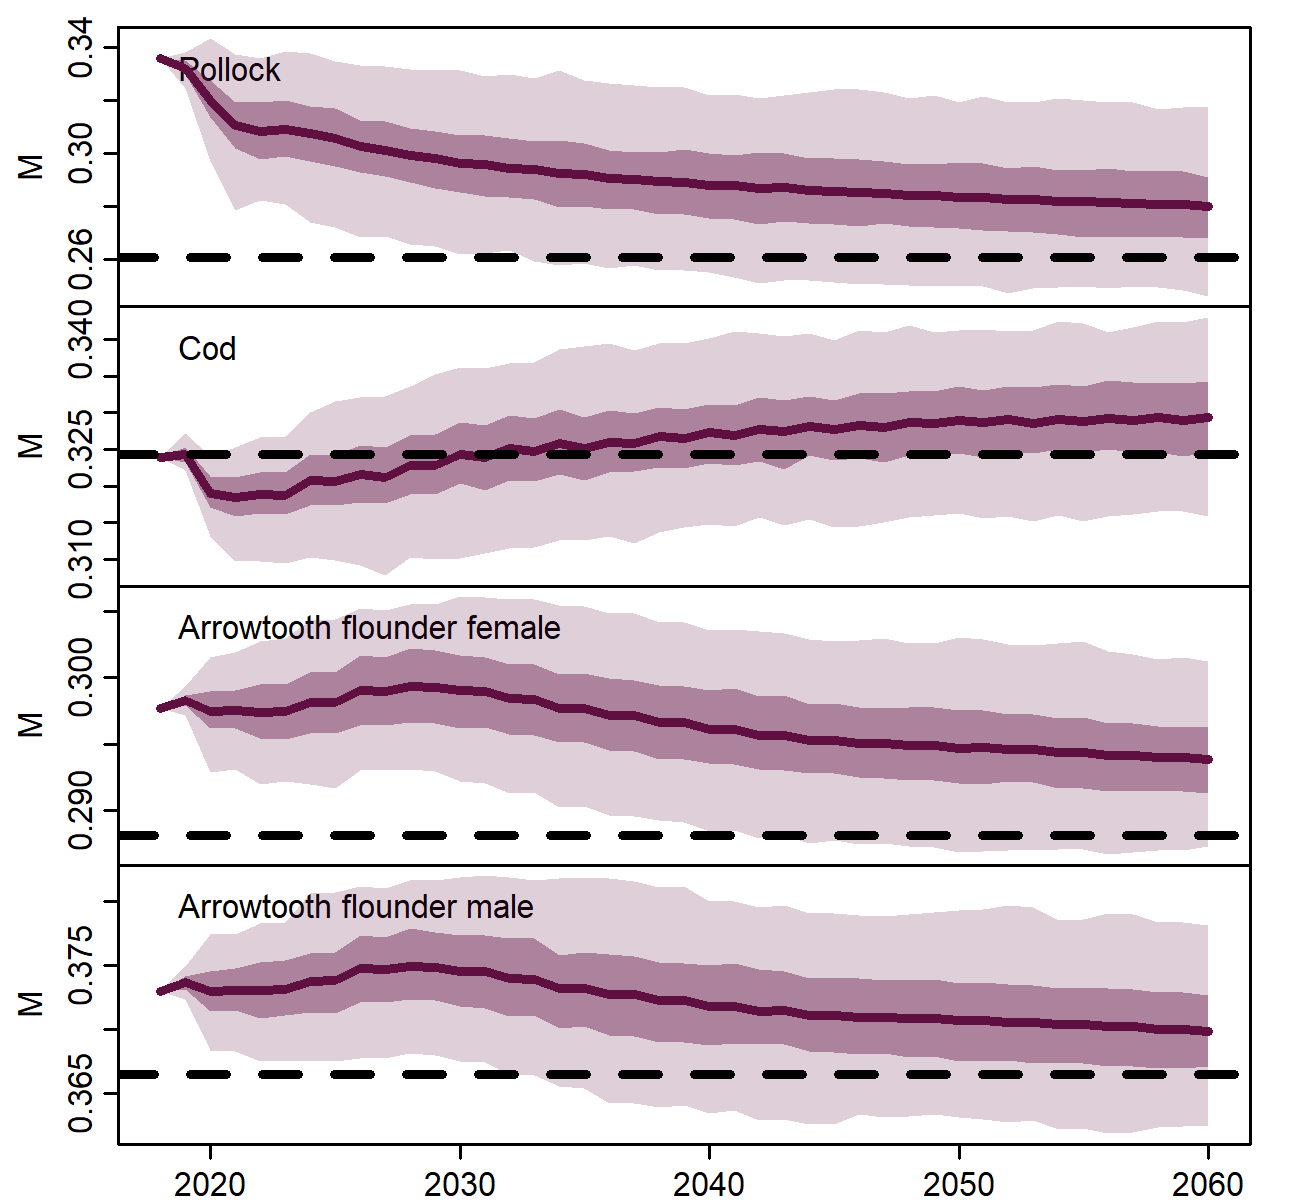 Pollock
M
0.34
0.30
0.26
Cod
M
0.340
0.325
0.310
Arrowtooth flounder female
M
0.300
0.290
Arrowtooth flounder male
M
0.375
0.365
2020 2030 2040 2050 2060